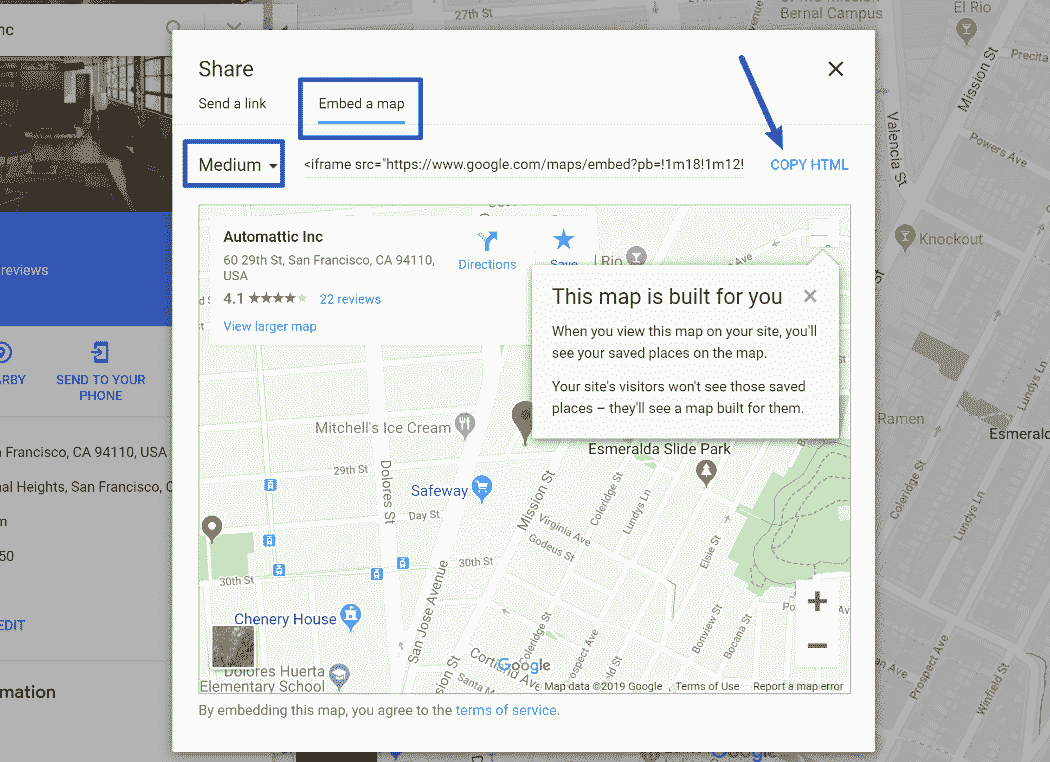 nc
27th St
Bernal Campus
El Rio
Precita
Mission St
Valencia St
Powers Ave
Share
Send a link
Embed a map
Medium
<iframe src="https://www.google.com/maps/embed?pb=!1m18!1m12!
COPY HTML
Automattic Inc
60 29th St, San Francisco, CA 94110,
USA
4.1
22 reviews
View larger map
Directions
Save
Rio
Ave
This map is built for you
When you view this map on your site, you'll
see your saved places on the map.
Your site's visitors won't see those saved
places – they'll see a map built for them.
Knockout
reviews
ARBY
SEND TO YOUR
PHONE
Mitchell's Ice Cream
Esmeralda Slide Park
29th St
Dolores St
Safeway
Day St
Mission St
Coleridge St
Lundys Ln
Virginia Ave
Godeus St
Elsie St
30th St
30th St
San Jose Avenue
Chenery House
Coleridge St
Prospect Ave
Bonview St
Bocana St
Dolores Huerta
Elementary School
Mission St
Santa M
Google
Map data ©2019 Google
Terms of Use
Report a map error
By embedding this map, you agree to the terms of service.
Francisco, CA 94110, USA
al Heights, San Francisco, C
m
50
EDIT
mation
Ramen
Lundys Ln
Esmerald
Coleridge St
Lundys Ln
an Ave
Prospect Ave
Winfield St